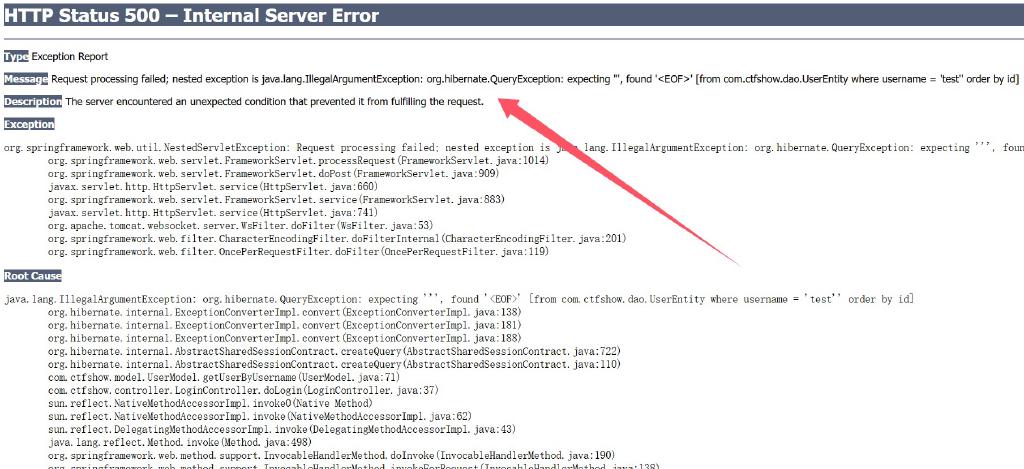 HTTP Status 500 – Internal Server Error
Type Exception Report
Message Request processing failed; nested exception is java.lang.IllegalArgumentException: org.hibernate.QueryException: expecting ''', found '<EOF>' [from com.ctfshow.dao.UserEntity where username = 'test'' order by id]
Description The server encountered an unexpected condition that prevented it from fulfilling the request.
Exception
org.springframework.web.util.NestedServletException: Request processing failed; nested exception is java.lang.IllegalArgumentException: org.hibernate.QueryException: expecting ''', foun
org.springframework.web.servlet.FrameworkServlet.processRequest(FrameworkServlet.java:1014)
org.springframework.web.servlet.FrameworkServlet.doPost(FrameworkServlet.java:909)
javax.servlet.http.HttpServlet.service(HttpServlet.java:660)
org.springframework.web.servlet.FrameworkServlet.service(FrameworkServlet.java:883)
javax.servlet.http.HttpServlet.service(HttpServlet.java:741)
org.apache.tomcat.websocket.server.WsFilter.doFilter(WsFilter.java:53)
org.springframework.web.filter.CharacterEncodingFilter.doFilterInternal(CharacterEncodingFilter.java:201)
org.springframework.web.filter.OncePerRequestFilter.doFilter(OncePerRequestFilter.java:119)
Root Cause
java.lang.IllegalArgumentException: org.hibernate.QueryException: expecting ''', found '<EOF>' [from com.ctfshow.dao.UserEntity where username = 'test'' order by id]
org.hibernate.internal.ExceptionConverterImpl.convert(ExceptionConverterImpl.java:138)
org.hibernate.internal.ExceptionConverterImpl.convert(ExceptionConverterImpl.java:181)
org.hibernate.internal.ExceptionConverterImpl.convert(ExceptionConverterImpl.java:188)
org.hibernate.internal.AbstractSharedSessionContract.createQuery(AbstractSharedSessionContract.java:722)
org.hibernate.internal.AbstractSharedSessionContract.createQuery(AbstractSharedSessionContract.java:110)
com.ctfshow.model.UserModel.getUserByUsername(UserModel.java:71)
com.ctfshow.controller.LoginController.doLogin(LoginController.java:37)
sun.reflect.NativeMethodAccessorImpl.invoke0(Native Method)
sun.reflect.NativeMethodAccessorImpl.invoke(NativeMethodAccessorImpl.java:62)
sun.reflect.DelegatingMethodAccessorImpl.invoke(DelegatingMethodAccessorImpl.java:43)
java.lang.reflect.Method.invoke(Method.java:498)
org.springframework.web.method.support.InvocableHandlerMethod.doInvoke(InvocableHandlerMethod.java:190)
org.springframework.web.method.support.InvocableHandlerMethod.invokeForRequest(InvocableHandlerMethod.java:138)